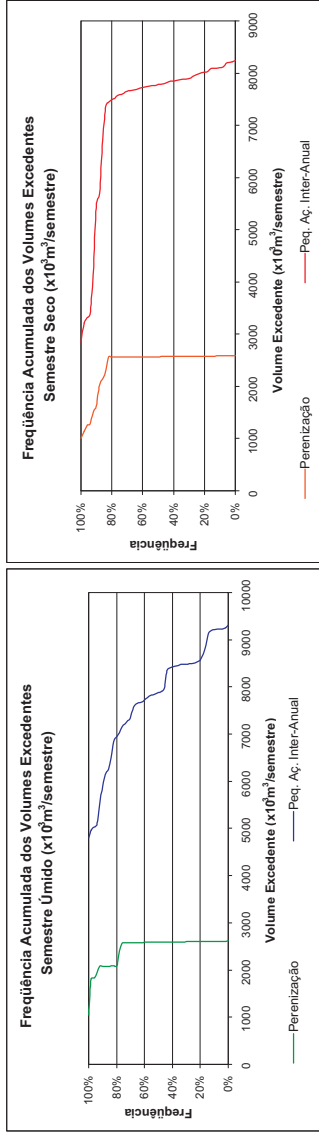 Freqüência Acumulada dos Volumes Excedentes
Semestre Úmido (x10³m³/semestre)
Freqüência
100%
80%
60%
40%
20%
0%
0
1000
2000
3000
4000
5000
6000
7000
8000
9000
10000
Volume Excedente (x10³m³/semestre)
Perenização
Peq. Aç. Inter-Anual
Freqüência Acumulada dos Volumes Excedentes
Semestre Seco (x10³m³/semestre)
Freqüência
100%
80%
60%
40%
20%
0%
0
1000
2000
3000
4000
5000
6000
7000
8000
9000
Volume Excedente (x10³m³/semestre)
Perenização
Peq. Aç. Inter-Anual